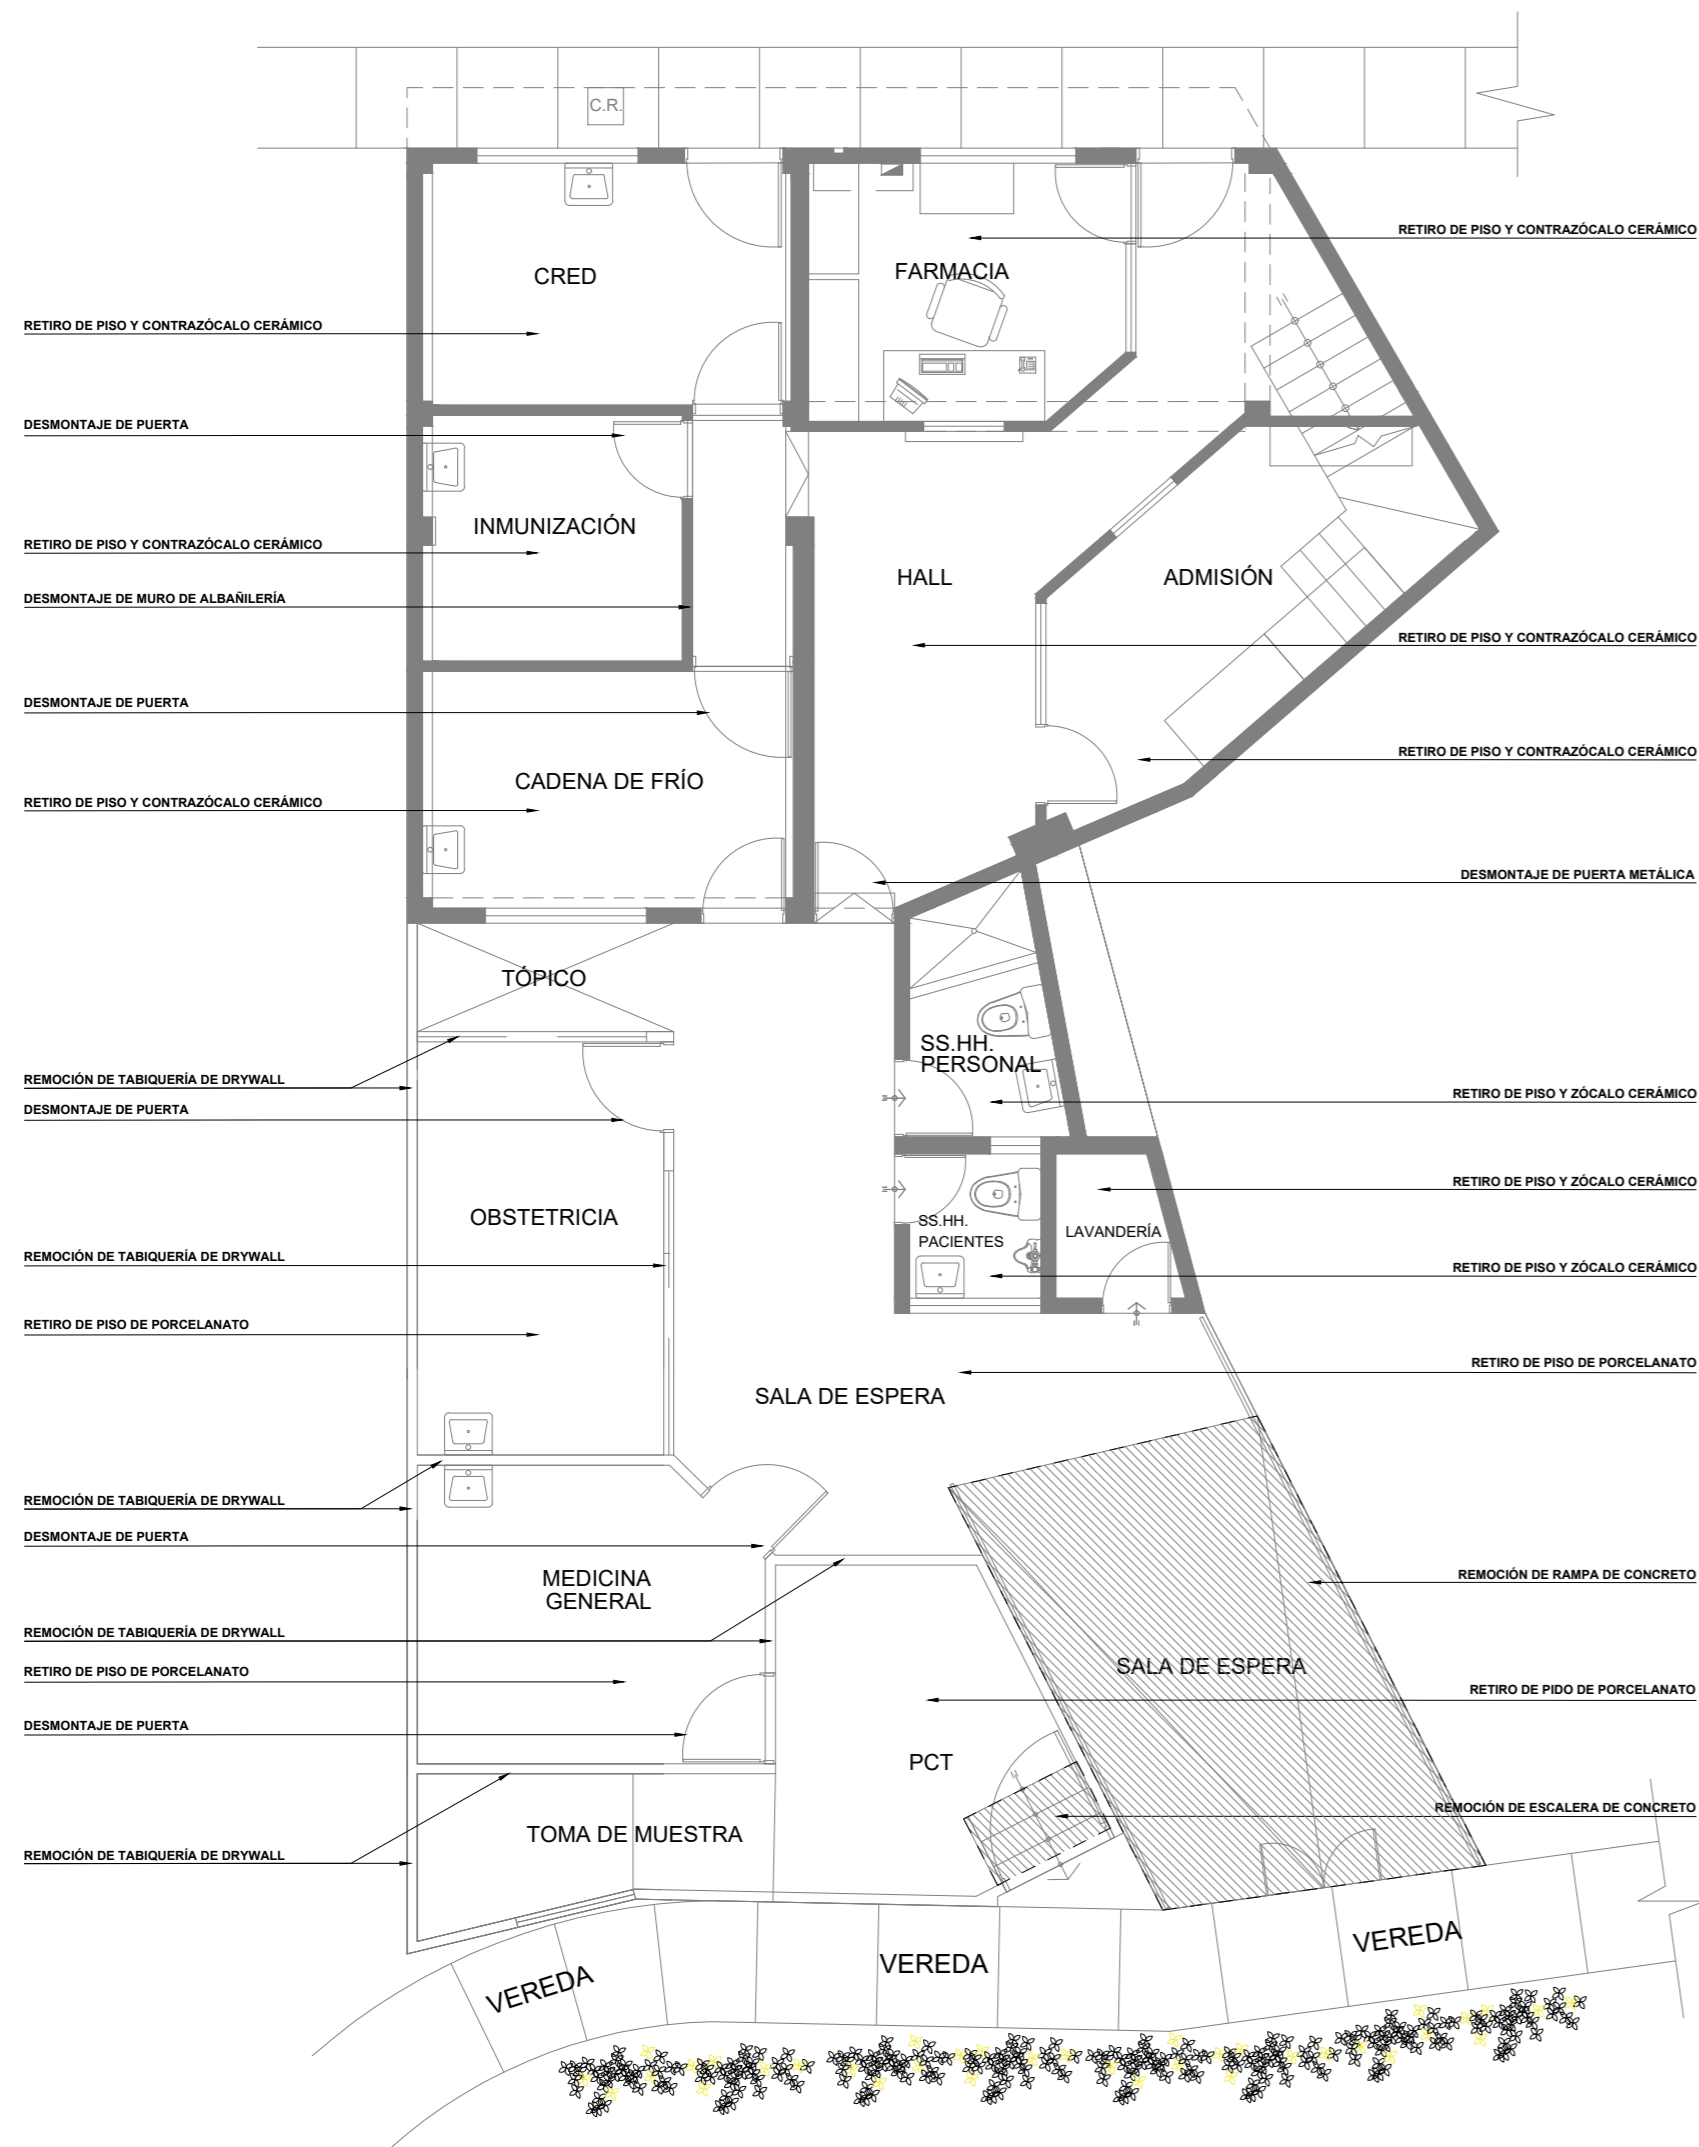 C.R.
RETIRO DE PISO Y CONTRAZÓCALO CERÁMICO
FARMACIA
CRED
RETIRO DE PISO Y CONTRAZÓCALO CERÁMICO
DESMONTAJE DE PUERTA
INMUNIZACIÓN
RETIRO DE PISO Y CONTRAZÓCALO CERÁMICO
HALL
ADMISIÓN
DESMONTAJE DE MURO DE ALBAÑILERÍA
RETIRO DE PISO Y CONTRAZÓCALO CERÁMICO
DESMONTAJE DE PUERTA
RETIRO DE PISO Y CONTRAZÓCALO CERÁMICO
CADENA DE FRÍO
RETIRO DE PISO Y CONTRAZÓCALO CERÁMICO
DESMONTAJE DE PUERTA METÁLICA
TÓPICO
SS.HH.
PERSONAL
REMOCIÓN DE TABIQUERÍA DE DRYWALL
RETIRO DE PISO Y ZÓCALO CERÁMICO
DESMONTAJE DE PUERTA
RETIRO DE PISO Y ZÓCALO CERÁMICO
OBSTETRICIA
SS.HH.
PACIENTES
LAVANDERÍA
REMOCIÓN DE TABIQUERÍA DE DRYWALL
RETIRO DE PISO Y ZÓCALO CERÁMICO
RETIRO DE PISO DE PORCELANATO
RETIRO DE PISO DE PORCELANATO
SALA DE ESPERA
REMOCIÓN DE TABIQUERÍA DE DRYWALL
DESMONTAJE DE PUERTA
REMOCIÓN DE RAMPA DE CONCRETO
MEDICINA
GENERAL
REMOCIÓN DE TABIQUERÍA DE DRYWALL
SALA DE ESPERA
RETIRO DE PISO DE PORCELANATO
RETIRO DE PIDO DE PORCELANATO
DESMONTAJE DE PUERTA
PCT
REMOCIÓN DE ESCALERA DE CONCRETO
TOMA DE MUESTRA
REMOCIÓN DE TABIQUERÍA DE DRYWALL
VEREDA
VEREDA
VEREDA